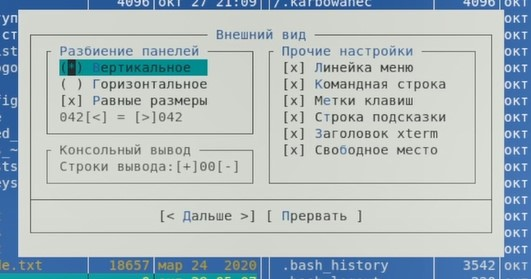 4096 окт 27 21:09 /.karbowanec 4096 окт
Внешний вид
Разбиение панелей
(*) Вертикальное
( ) Горизонтальное
[x] Равные размеры
042[<] = [>]042
Консольный вывод
Строки вывода:[+]00[-]
Прочие настройки
[x] Линейка меню
[x] Командная строка
[x] Метки клавиш
[x] Строка подсказки
[x] Заголовок xterm
[x] Свободное место
[< Дальше >] [ Прервать ]
de.txt 18657 мар 24 2020 .bash_history 3542 окт